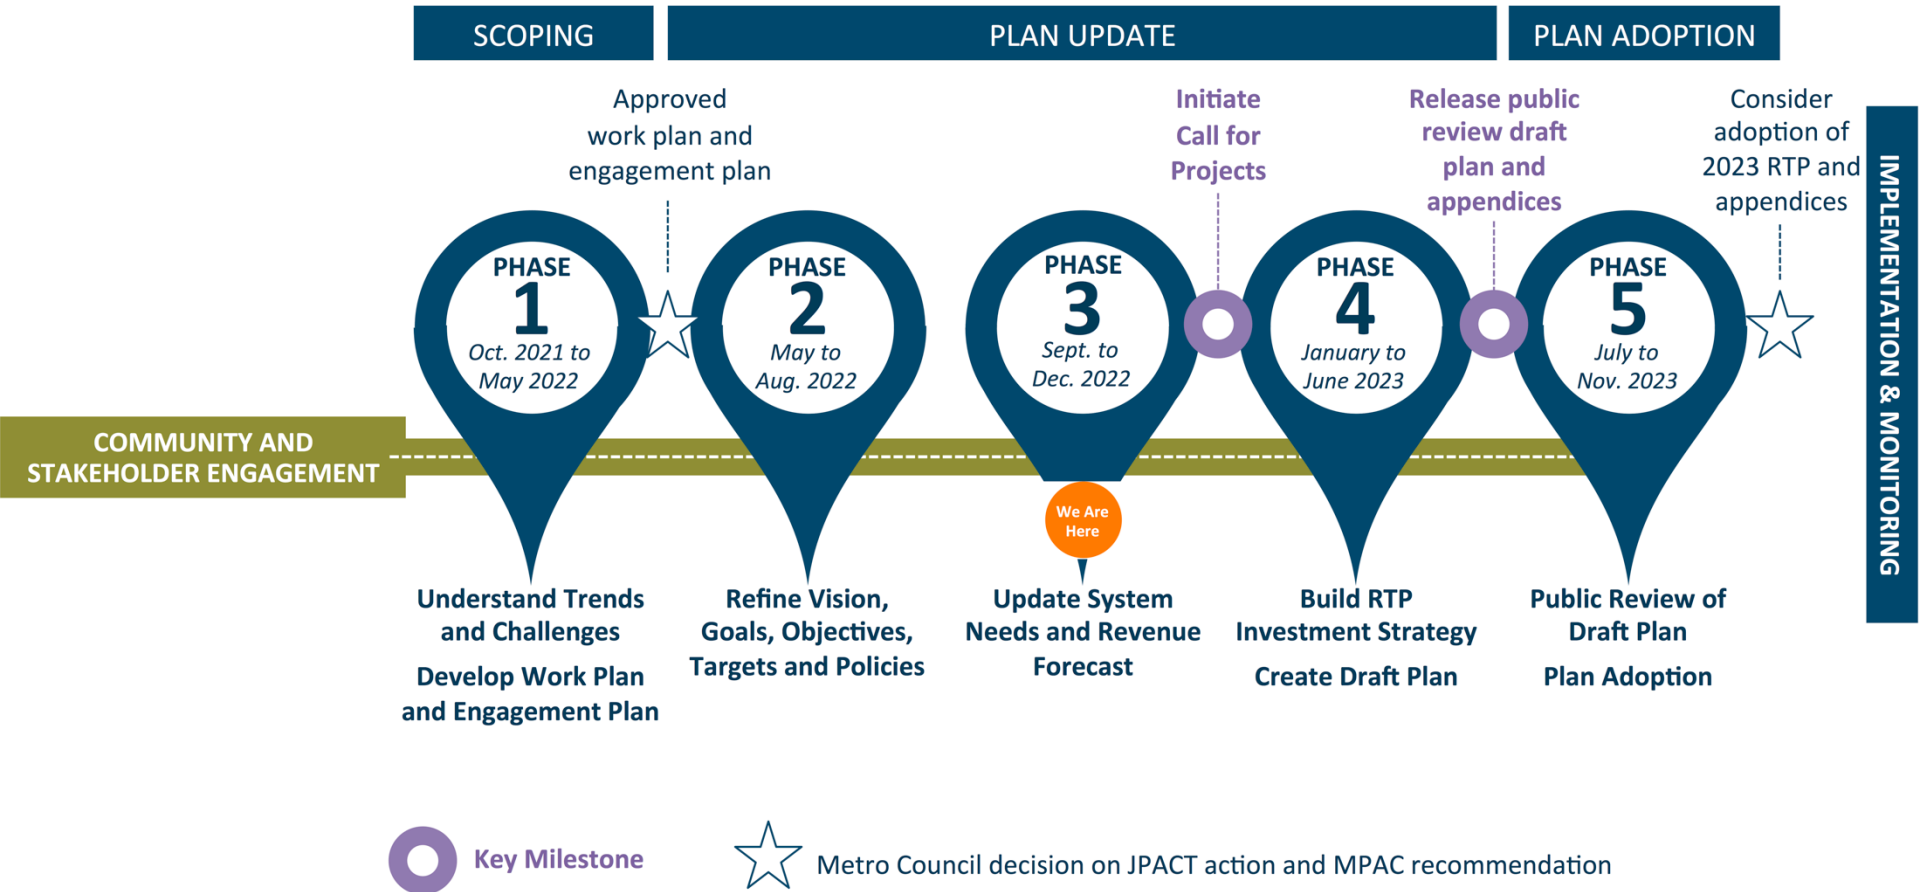 SCOPING
PLAN UPDATE
PLAN ADOPTION
Approved
work plan and
engagement plan
Initiate
Call for
Projects
Release public
review draft
plan and
appendices
Consider
adoption of
2023 RTP and
appendices
PHASE
1
Oct. 2021 to
May 2022
PHASE
2
May to
Aug. 2022
PHASE
3
Sept. to
Dec. 2022
PHASE
4
January to
June 2023
PHASE
5
July to
Nov. 2023
IMPLEMENTATION & MONITORING
COMMUNITY AND
STAKEHOLDER ENGAGEMENT
We Are
Here
Understand Trends
and Challenges
Develop Work Plan
and Engagement Plan
Refine Vision,
Goals, Objectives,
Targets and Policies
Update System
Needs and Revenue
Forecast
Build RTP
Investment Strategy
Create Draft Plan
Public Review of
Draft Plan
Plan Adoption
Key Milestone
Metro Council decision on JPACT action and MPAC recommendation